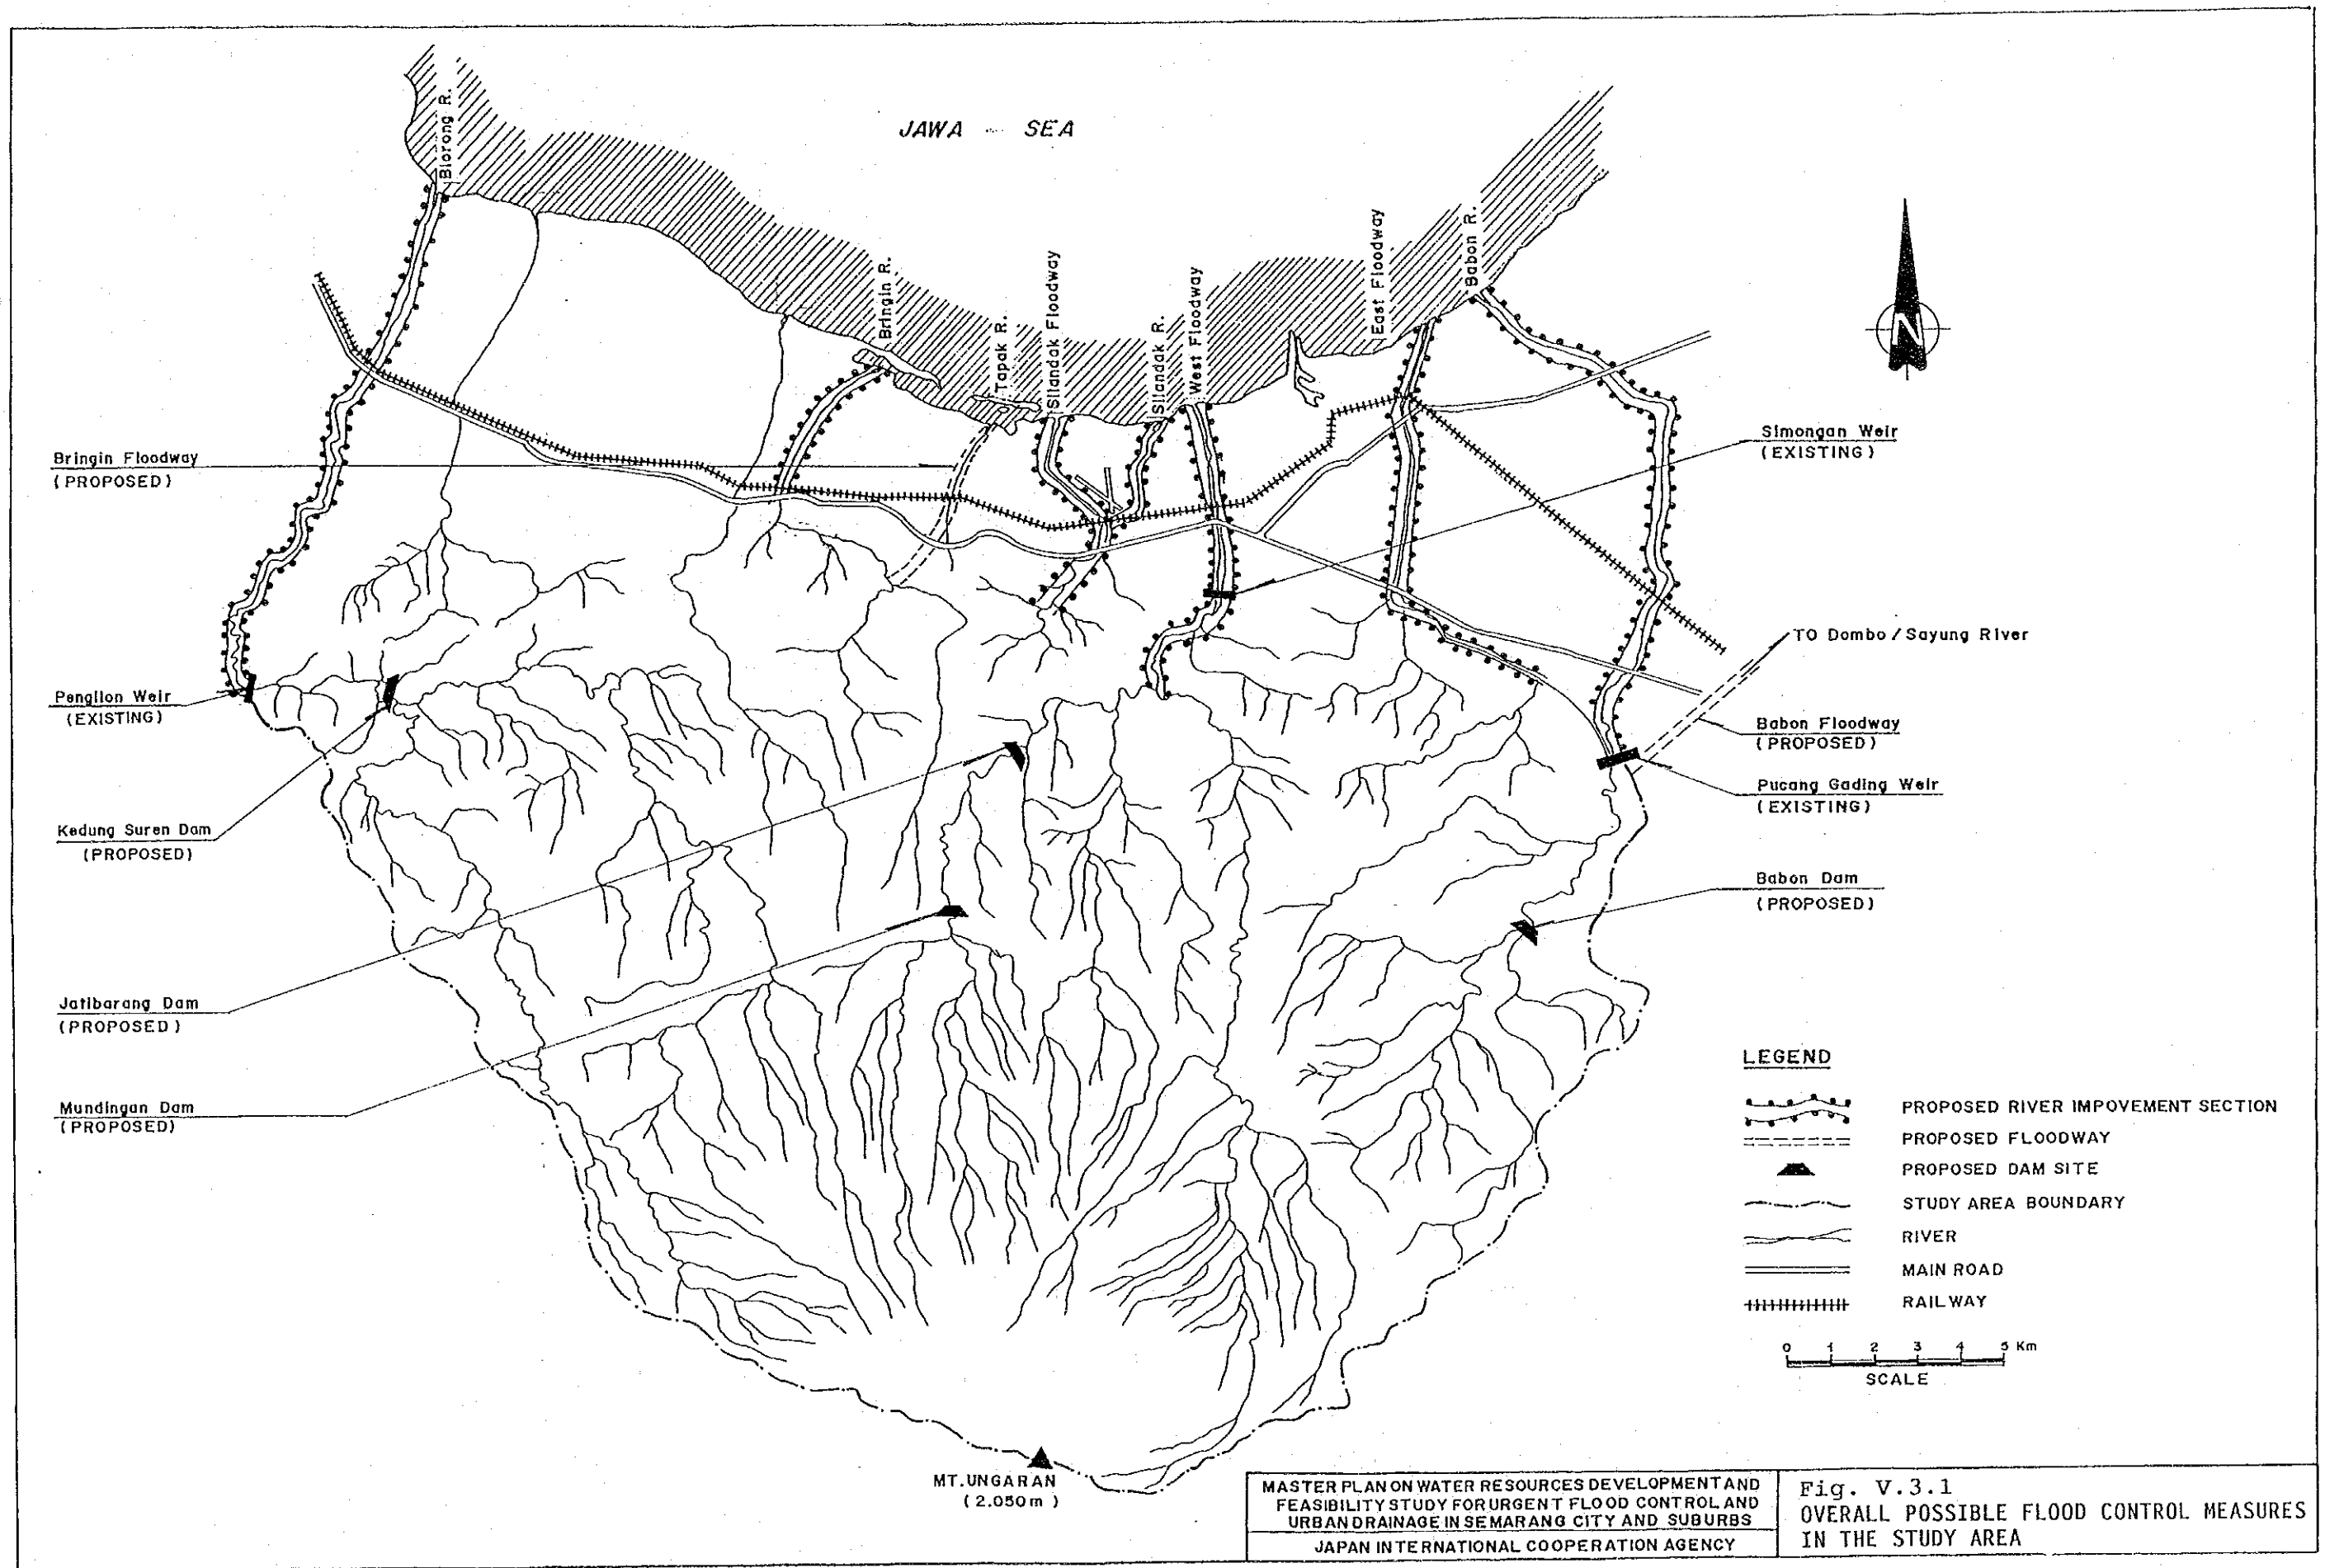 JAWA - SEA
Blorong R.
Bringin R.
Tapak R.
Silandak Floodway
Silandak R.
West Floodway
East Floodway
Babon R.
N
Bringin Floodway
(PROPOSED)
Simongan Weir
(EXISTING)
TO Dombo/Sayung River
Penglion Weir
(EXISTING)
Babon Floodway
(PROPOSED)
Pucang Gading Weir
(EXISTING)
Kedung Suren Dam
(PROPOSED)
Babon Dam
(PROPOSED)
Jatibarang Dam
(PROPOSED)
Mundingan Dam
(PROPOSED)
LEGEND
PROPOSED RIVER IMPOVEMENT SECTION
PROPOSED FLOODWAY
PROPOSED DAM SITE
STUDY AREA BOUNDARY
RIVER
MAIN ROAD
RAILWAY
0 1 2 3 4 5 Km
SCALE
MT.UNGARAN
(2.050m)
MASTER PLAN ON WATER RESOURCES DEVELOPMENT AND
FEASIBILITY STUDY FOR URGENT FLOOD CONTROL AND
URBAN DRAINAGE IN SEMARANG CITY AND SUBURBS
JAPAN INTERNATIONAL COOPERATION AGENCY
Fig. V.3.1
OVERALL POSSIBLE FLOOD CONTROL MEASURES
IN THE STUDY AREA